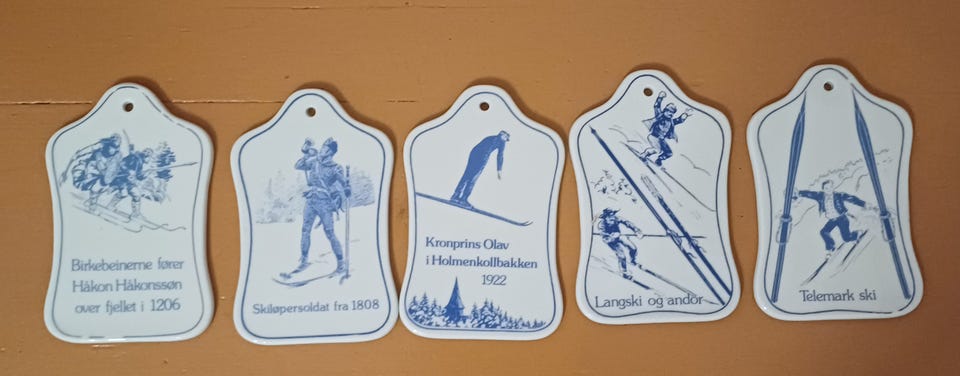 Birkebeinerne fører
Håkon Håkonssøn
over fjellet i 1206
Skiløpersoldat fra 1808
Kronprins Olav
i Holmenkollbakken
1922
Langski og andor
Telemark ski